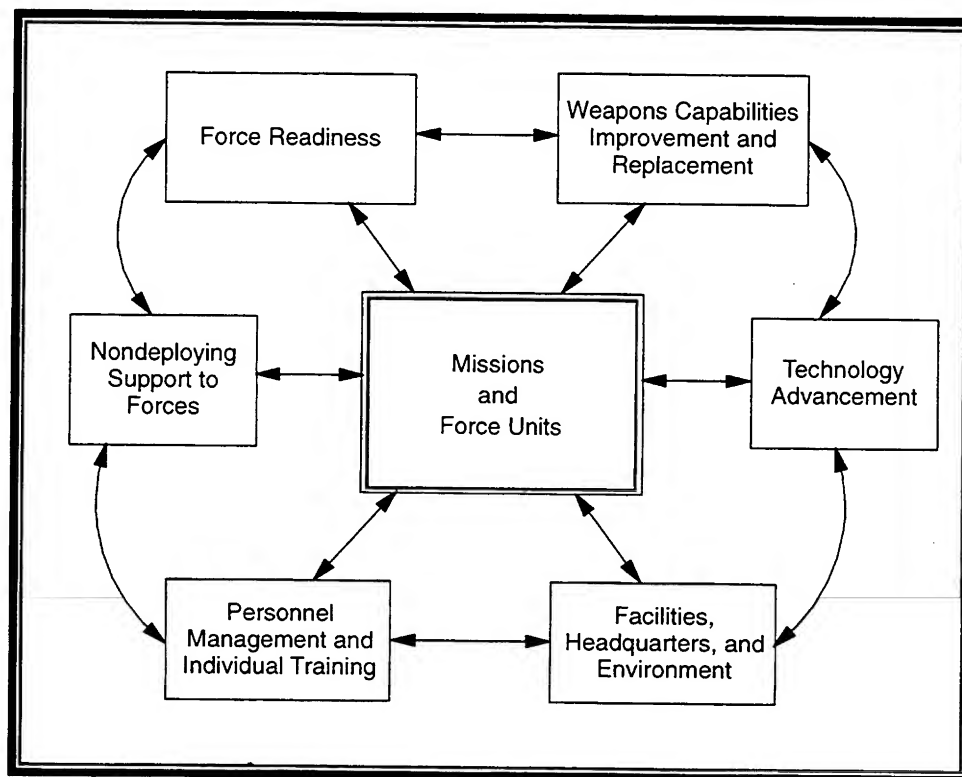 Force Readiness
Weapons Capabilities
Improvement and
Replacement
Nondeploying
Support to
Forces
Missions
and
Force Units
Technology
Advancement
Personnel
Management and
Individual Training
Facilities,
Headquarters, and
Environment